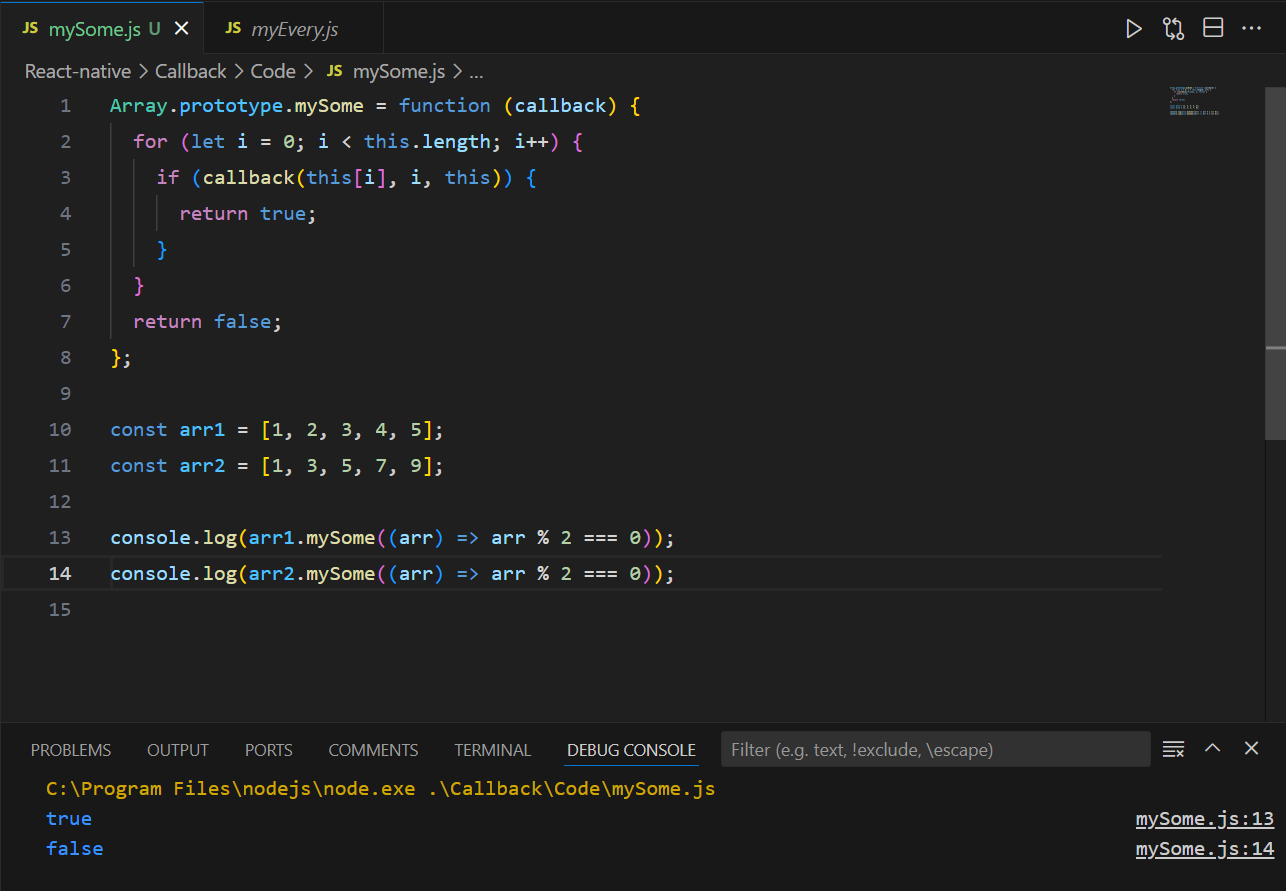 JS mySome.js U
JS myEvery.js
React-native > Callback > Code > JS mySome.js > ...
1 Array.prototype.mySome = function (callback) {
2 for (let i = 0; i < this.length; i++) {
3 if (callback(this[i], i, this)) {
4 return true;
5 }
6 }
7 return false;
8 };
9
10 const arr1 = [1, 2, 3, 4, 5];
11 const arr2 = [1, 3, 5, 7, 9];
12
13 console.log(arr1.mySome((arr) => arr % 2 === 0));
14 console.log(arr2.mySome((arr) => arr % 2 === 0));
15
PROBLEMS OUTPUT PORTS COMMENTS TERMINAL DEBUG CONSOLE Filter (e.g. text, !exclude, \escape)
C:\Program Files\nodejs\node.exe .\Callback\Code\mySome.js
true mySome.js:13
false mySome.js:14